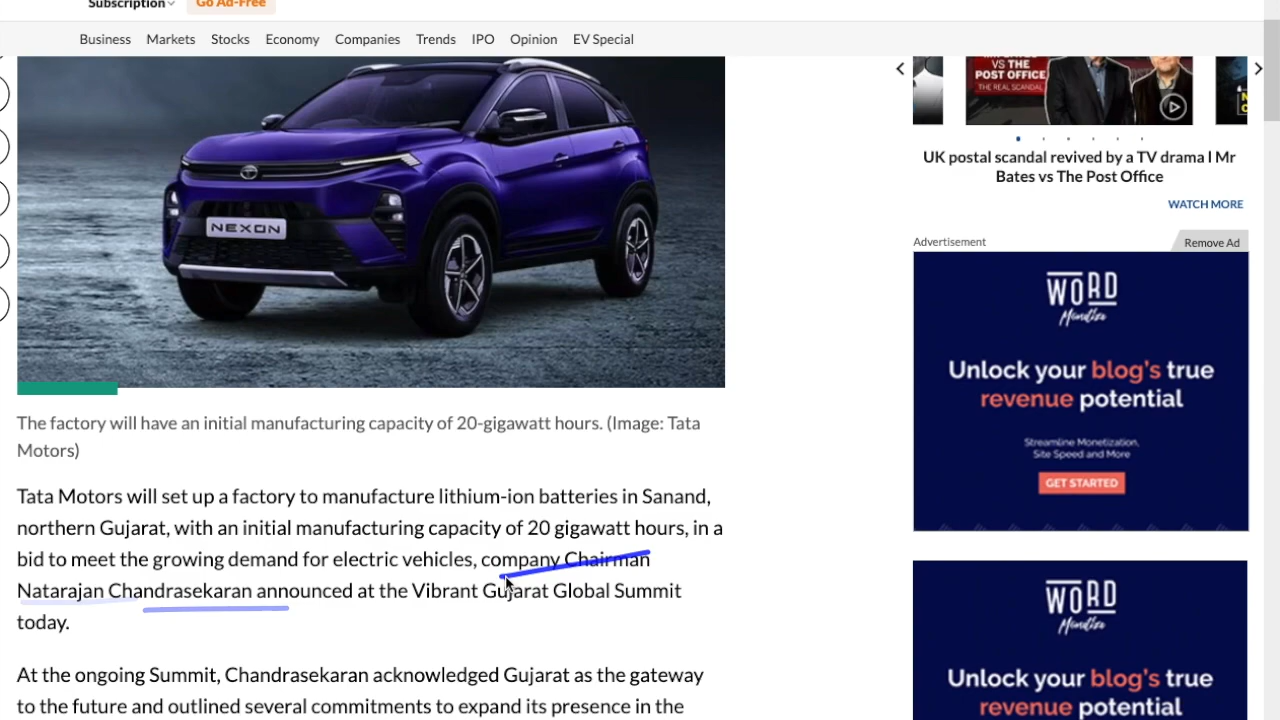 Subscription
Go Ad-Free
Business Markets Stocks Economy Companies Trends IPO Opinion EV Special
NEXON
VS THE
POST OFFICE
THE REAL SCANDAL
UK postal scandal revived by a TV drama I Mr
Bates vs The Post Office
WATCH MORE
Advertisement
Remove Ad
WORD
Monetize
Unlock your blog's true
revenue potential
Streamline Monetization,
Site Speed and More
GET STARTED
The factory will have an initial manufacturing capacity of 20-gigawatt hours. (Image: Tata
Motors)
Tata Motors will set up a factory to manufacture lithium-ion batteries in Sanand,
northern Gujarat, with an initial manufacturing capacity of 20 gigawatt hours, in a
bid to meet the growing demand for electric vehicles, company Chairman
Natarajan Chandrasekaran announced at the Vibrant Gujarat Global Summit
today.
At the ongoing Summit, Chandrasekaran acknowledged Gujarat as the gateway
to the future and outlined several commitments to expand its presence in the
WORD
Monetize
Unlock your blog's true
revenue potential